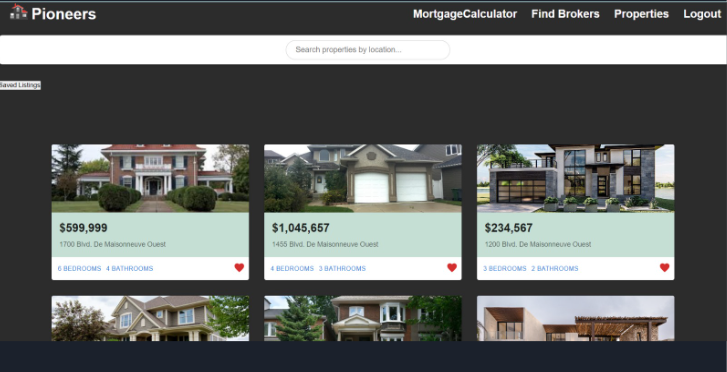 Pioneers MortgageCalculator Find Brokers Properties Logout
Search properties by location...
Saved Listings
$599,999
1700 Blvd. De Maisonneuve Ouest
6 BEDROOMS 4 BATHROOMS
$1,045,657
1455 Blvd. De Maisonneuve Ouest
4 BEDROOMS 3 BATHROOMS
$234,567
1200 Blvd. De Maisonneuve Ouest
3 BEDROOMS 2 BATHROOMS